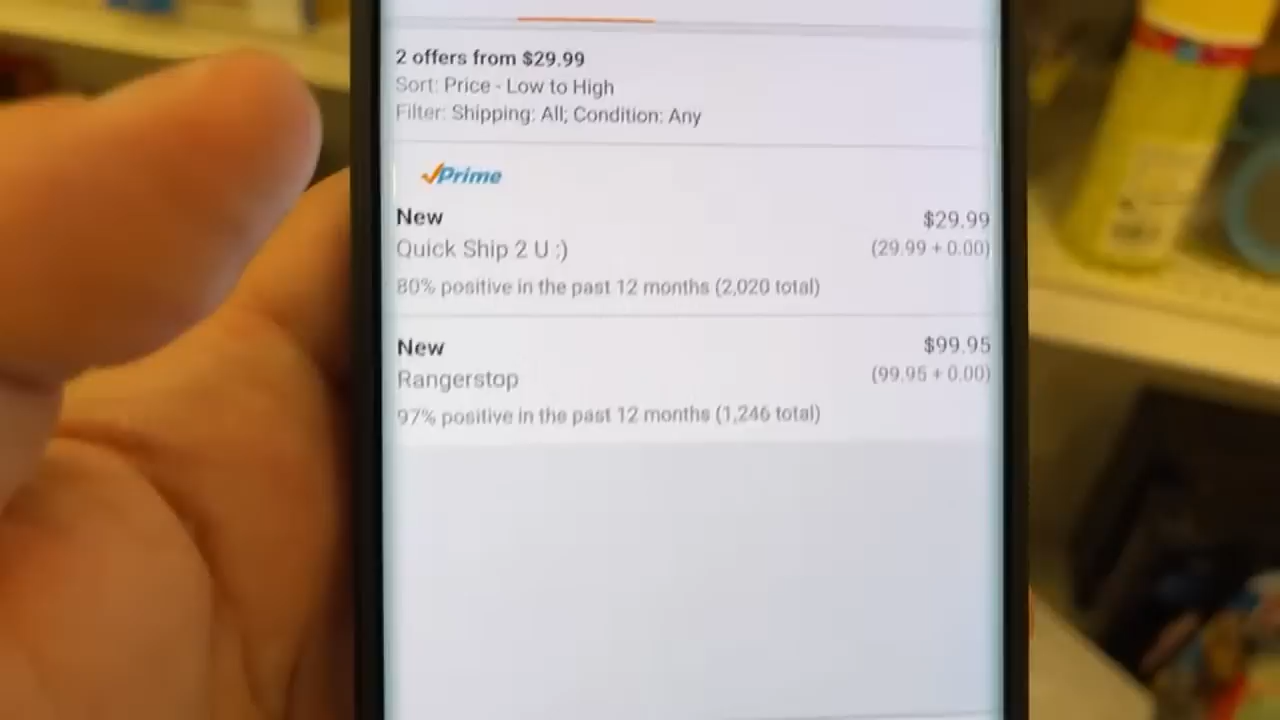 2 offers from $29.99
Sort: Price - Low to High
Filter: Shipping: All; Condition: Any
Prime
New
$29.99
Quick Ship 2 U :)
(29.99 + 0.00)
80% positive in the past 12 months (2,020 total)
New
$99.95
Rangerstop
(99.95 + 0.00)
97% positive in the past 12 months (1,246 total)